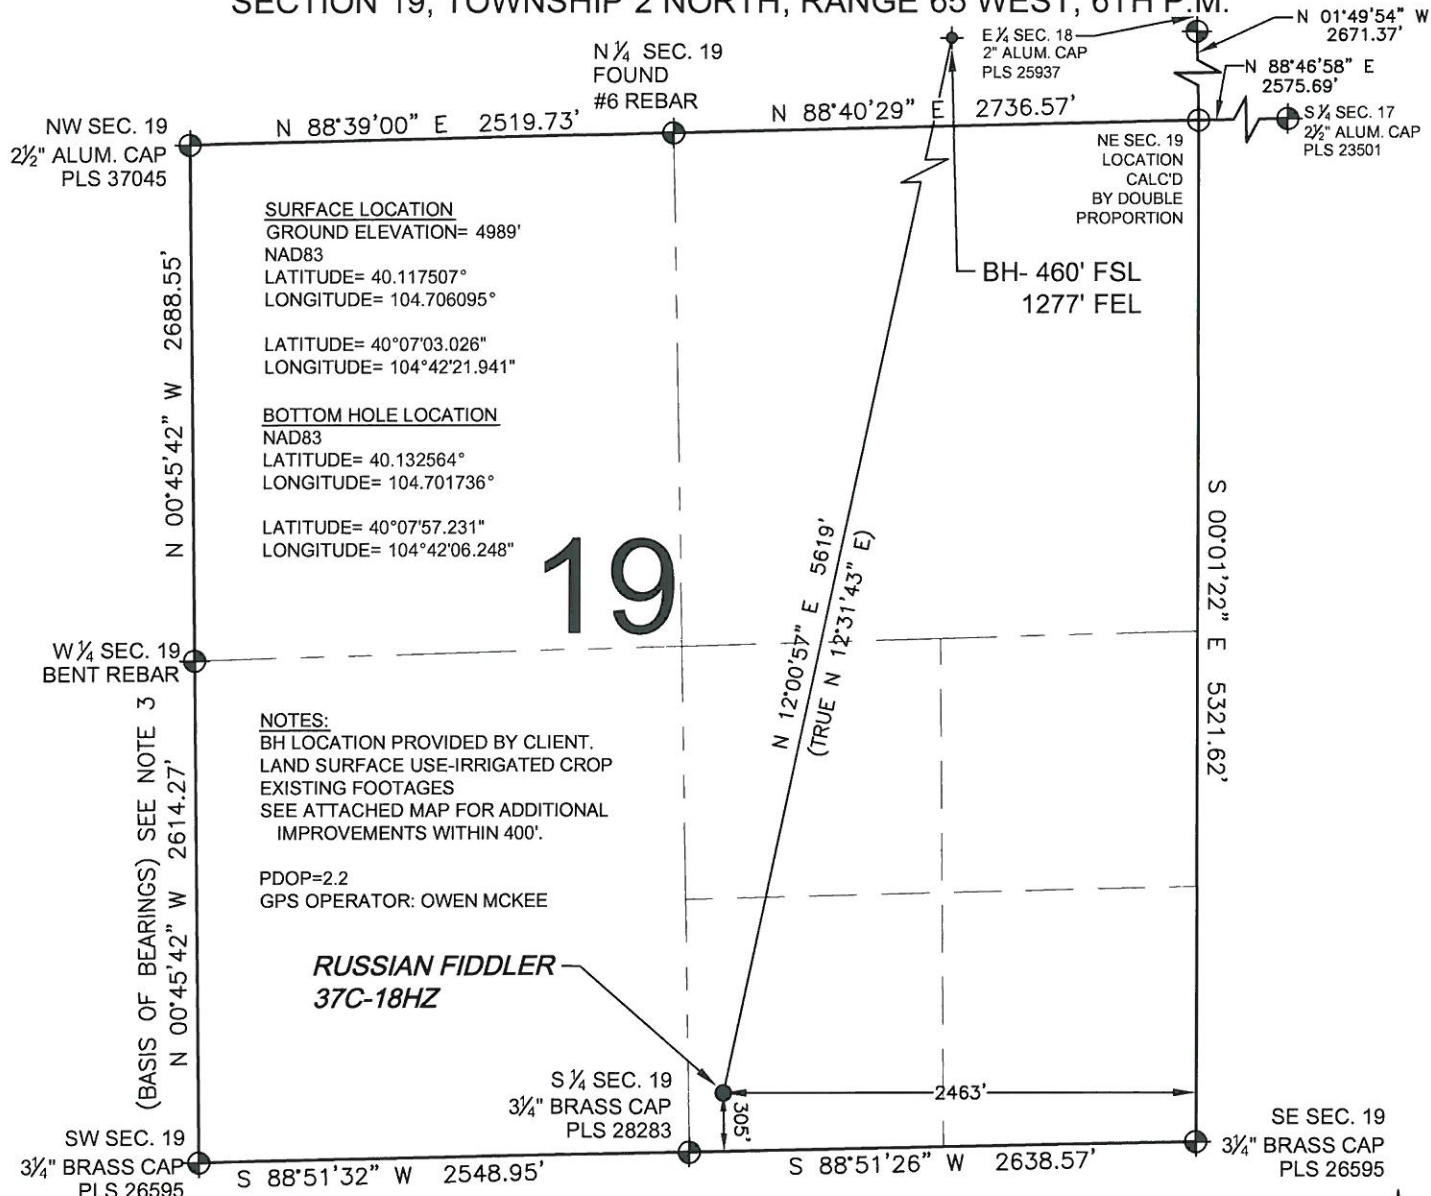 SECTION 19, TOWNSHIP 2 NORTH, RANGE 65 WEST, 6TH P.M.
N 01°49'54" W
2671.37'
E ¼ SEC. 18
2" ALUM. CAP
PLS 25937
N ¼ SEC. 19
FOUND
#6 REBAR
N 88°46'58" E
2575.69'
S ¼ SEC. 17
2½" ALUM. CAP
PLS 23501
NW SEC. 19
2½" ALUM. CAP
PLS 37045
N 88°39'00" E 2519.73'
N 88°40'29" E 2736.57'
NE SEC. 19
LOCATION
CALC'D
BY DOUBLE
PROPORTION
SURFACE LOCATION
GROUND ELEVATION= 4989'
NAD83
LATITUDE= 40.117507°
LONGITUDE= 104.706095°
LATITUDE= 40°07'03.026"
LONGITUDE= 104°42'21.941"
BOTTOM HOLE LOCATION
NAD83
LATITUDE= 40.132564°
LONGITUDE= 104.701736°
LATITUDE= 40°07'57.231"
LONGITUDE= 104°42'06.248"
BH- 460' FSL
1277' FEL
N 00°45'42" W 2688.55'
19
N 12°00'57" E 5619'
(TRUE N 12°31'43" E)
S 00°01'22" E 5321.62'
W ¼ SEC. 19
BENT REBAR
NOTES:
BH LOCATION PROVIDED BY CLIENT.
LAND SURFACE USE-IRRIGATED CROP
EXISTING FOOTAGES
SEE ATTACHED MAP FOR ADDITIONAL
IMPROVEMENTS WITHIN 400'.
PDOP=2.2
GPS OPERATOR: OWEN MCKEE
(BASIS OF BEARINGS) SEE NOTE 3
N 00°45'42" W 2614.27'
RUSSIAN FIDDLER
37C-18HZ
S ¼ SEC. 19
3¼" BRASS CAP
PLS 28283
2463'
305'
SW SEC. 19
3¼" BRASS CAP
PLS 26595
S 88°51'32" W 2548.95'
S 88°51'26" W 2638.57'
SE SEC. 19
3¼" BRASS CAP
PLS 26595